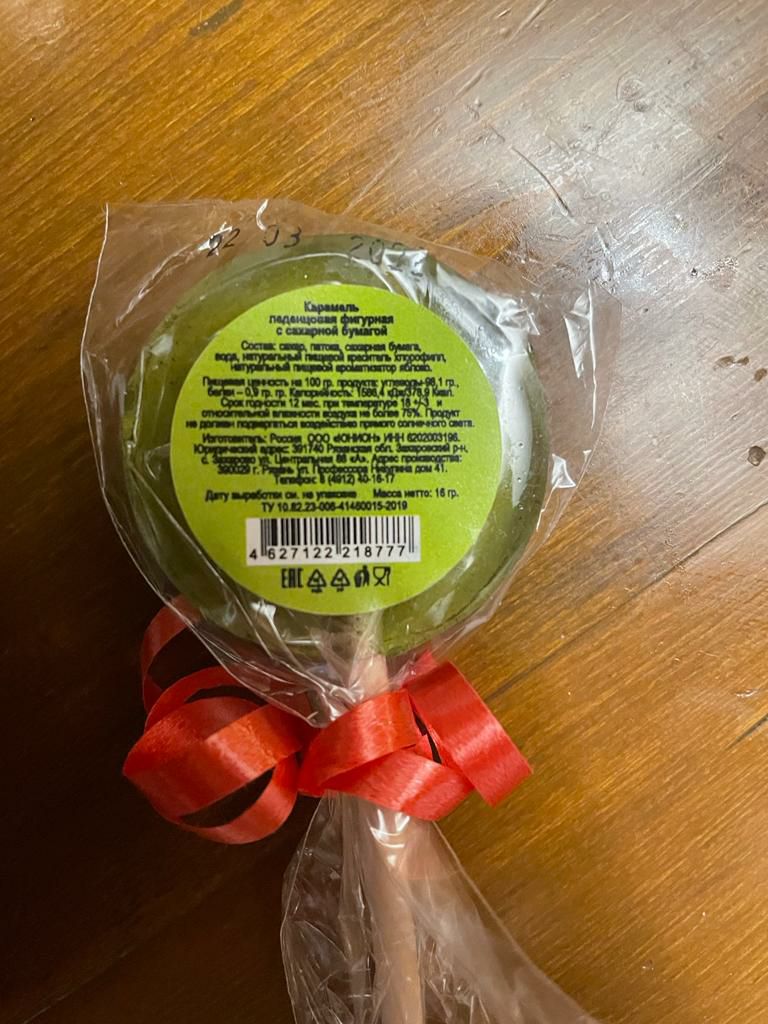 02 03
Карамель
леденцовая фигурная
с сахарной бумагой
Состав: сахар, патока, сахарная бумага,
вода, натуральный пищевой краситель хлорофилл,
натуральный пищевой ароматизатор яблоко.
Пищевая ценность на 100 гр. продукта: углеводы-98,1 гр.,
белки – 0,9 гр. гр. Калорийность: 1586,4 кДж/378,9 Ккал.
Срок годности 12 мес. при температуре 18 +/-3 и
относительной влажности воздуха не более 75%. Продукт
не должен подвергаться воздействию прямого солнечного света.
Изготовитель: Россия ООО «ЮНИОН» ИНН 6202003196.
Юридический адрес: 391740 Рязанская обл. Захаровский р-н,
с. Захарово ул. Центральная 88 «А». Адрес производства:
390029 г. Рязань ул. Профессора Никулина дом 41.
Телефон: 8 (4912) 40-16-17
Дату выработки см. на упаковке Масса нетто: 16 гр.
ТУ 10.82.23-006-41460015-2019
4 627122 218777
EAC